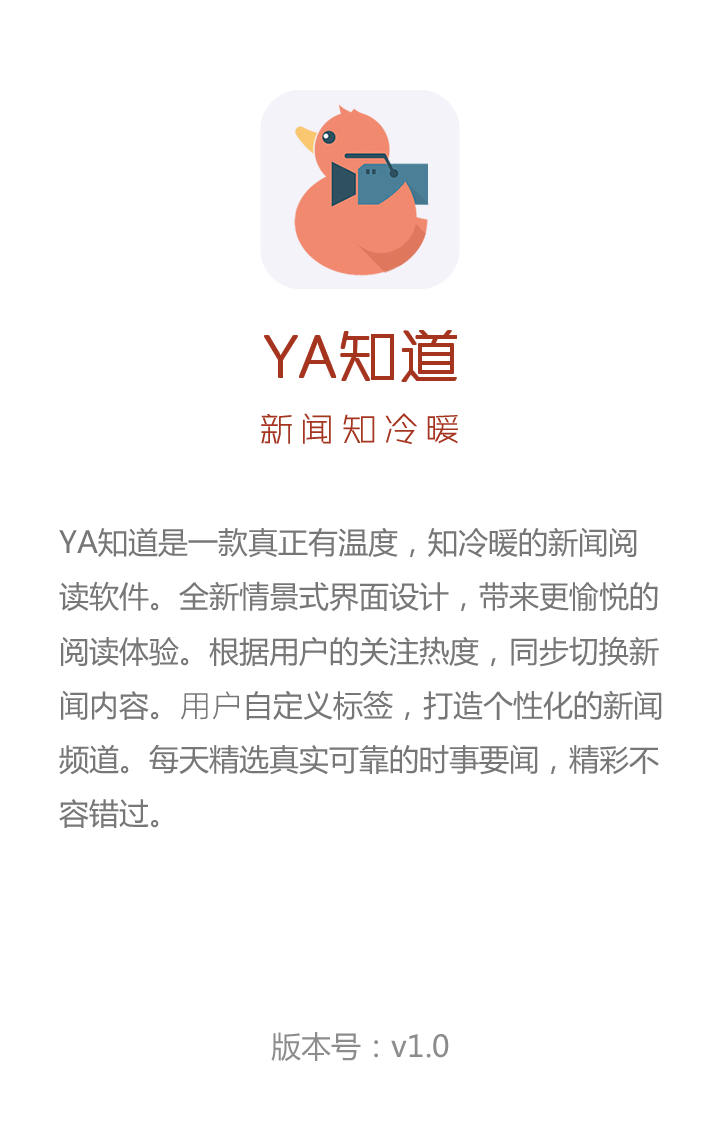 YA知道
新闻知冷暖
YA知道是一款真正有温度，知冷暖的新闻阅
读软件。全新情景式界面设计，带来更愉悦的
阅读体验。根据用户的关注热度，同步切换新
闻内容。用户自定义标签，打造个性化的新闻
频道。每天精选真实可靠的时事要闻，精彩不
容错过。
版本号：v1.0